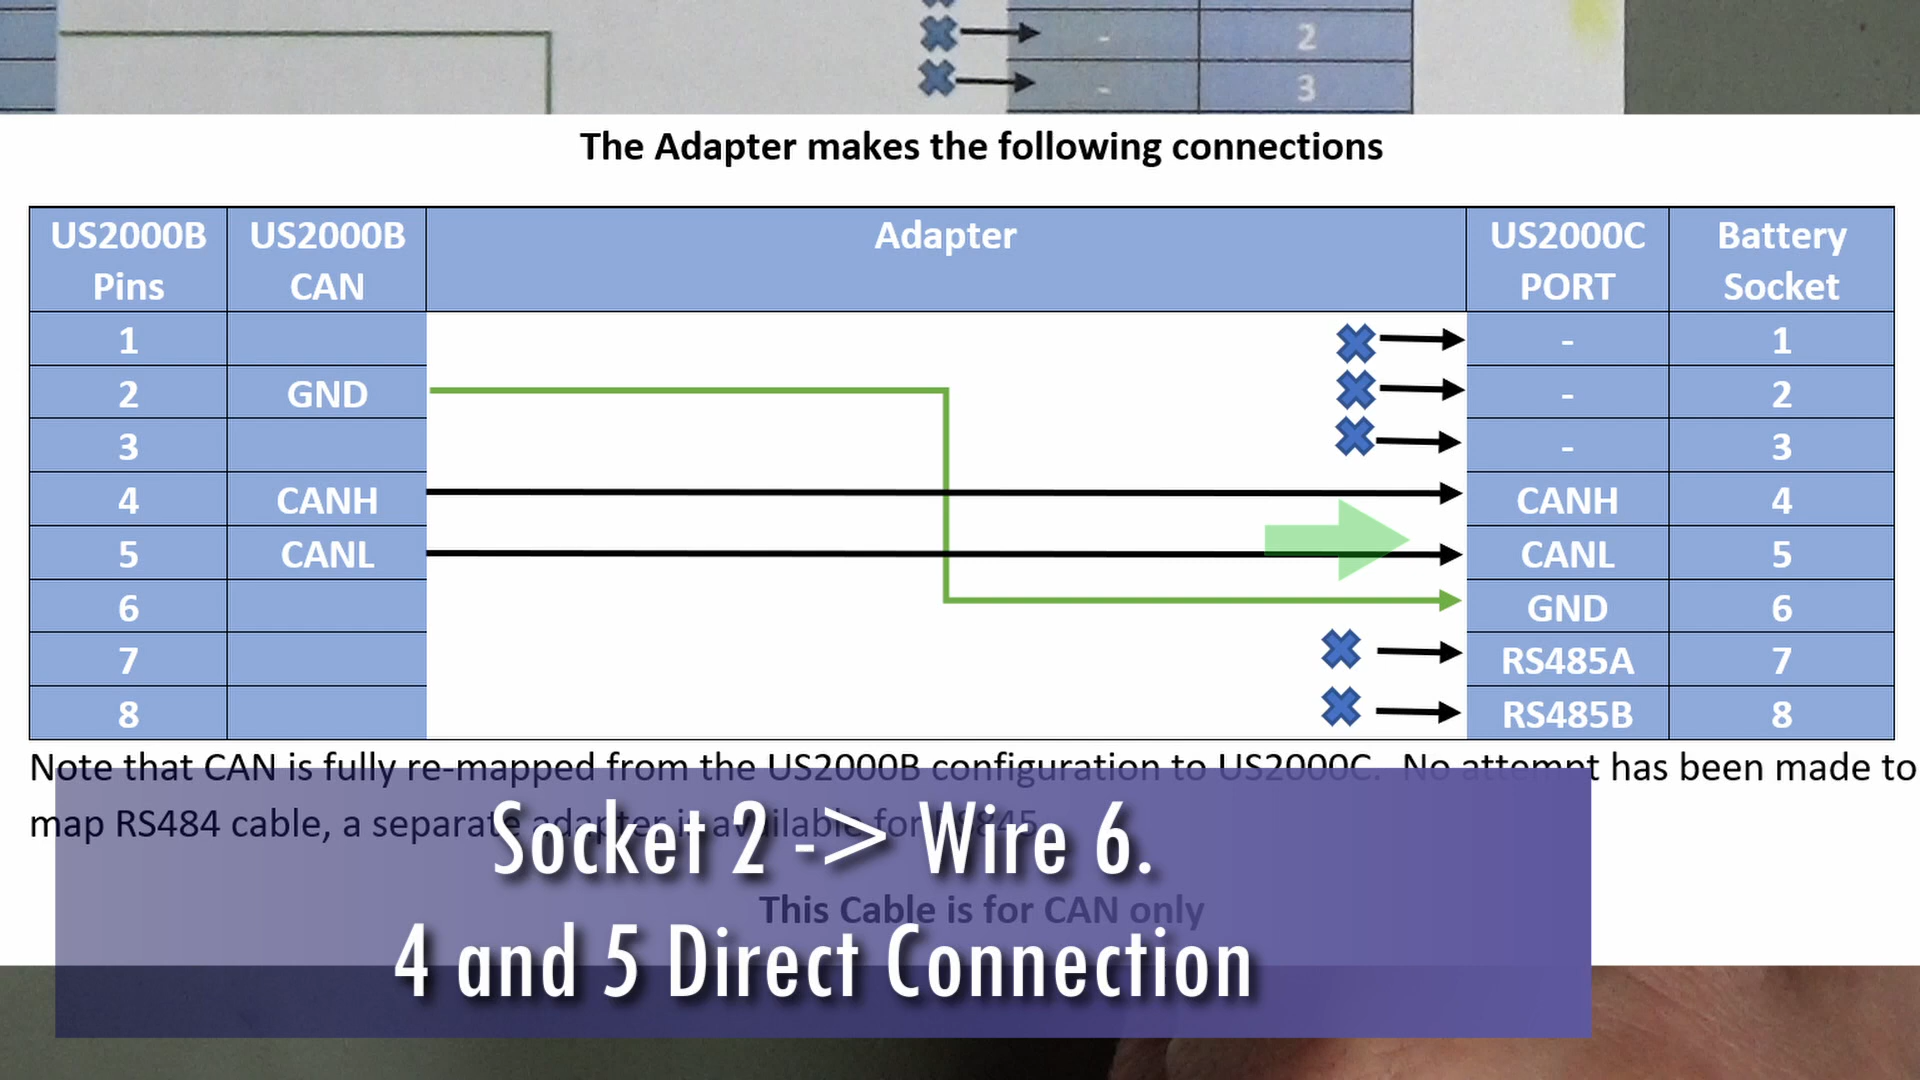 - 2
- 3
The Adapter makes the following connections
US2000B Pins US2000B CAN Adapter US2000C PORT Battery Socket
1 - 1
2 GND - 2
3 - 3
4 CANH CANH 4
5 CANL CANL 5
6 GND 6
7 RS485A 7
8 RS485B 8
Note that CAN is fully re-mapped from the US2000B configuration to US2000C. No attempt has been made to
map RS484 cable, a separate adapter is available for
Socket 2 -> Wire 6.
This Cable is for CAN only
4 and 5 Direct Connection